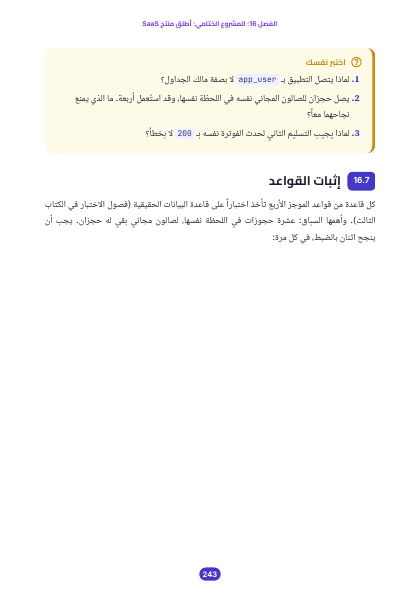 الفصل 16: المشروع الختامي: أطلق منتج SaaS
اختبر نفسك
1. لماذا يتصل التطبيق بـ app_user لا بصفة مالك الجداول؟
2. يصل حجزان للصالون المجاني نفسه في اللحظة نفسها، وقد استُعمل أربعة. ما الذي يمنع
نجاحهما معاً؟
3. لماذا يجيب التسليم الثاني لحدث الفوترة نفسه بـ 200 لا بخطأ؟
16.7 إثبات القواعد
كل قاعدة من قواعد الموجز الأربع تأخذ اختباراً على قاعدة البيانات الحقيقية (فصول الاختبار في الكتاب
الثالث). وأهمها السباق: عشرة حجوزات في اللحظة نفسها، لصالون مجاني بقي له حجزان. يجب أن
ينجح اثنان بالضبط، في كل مرة:
243